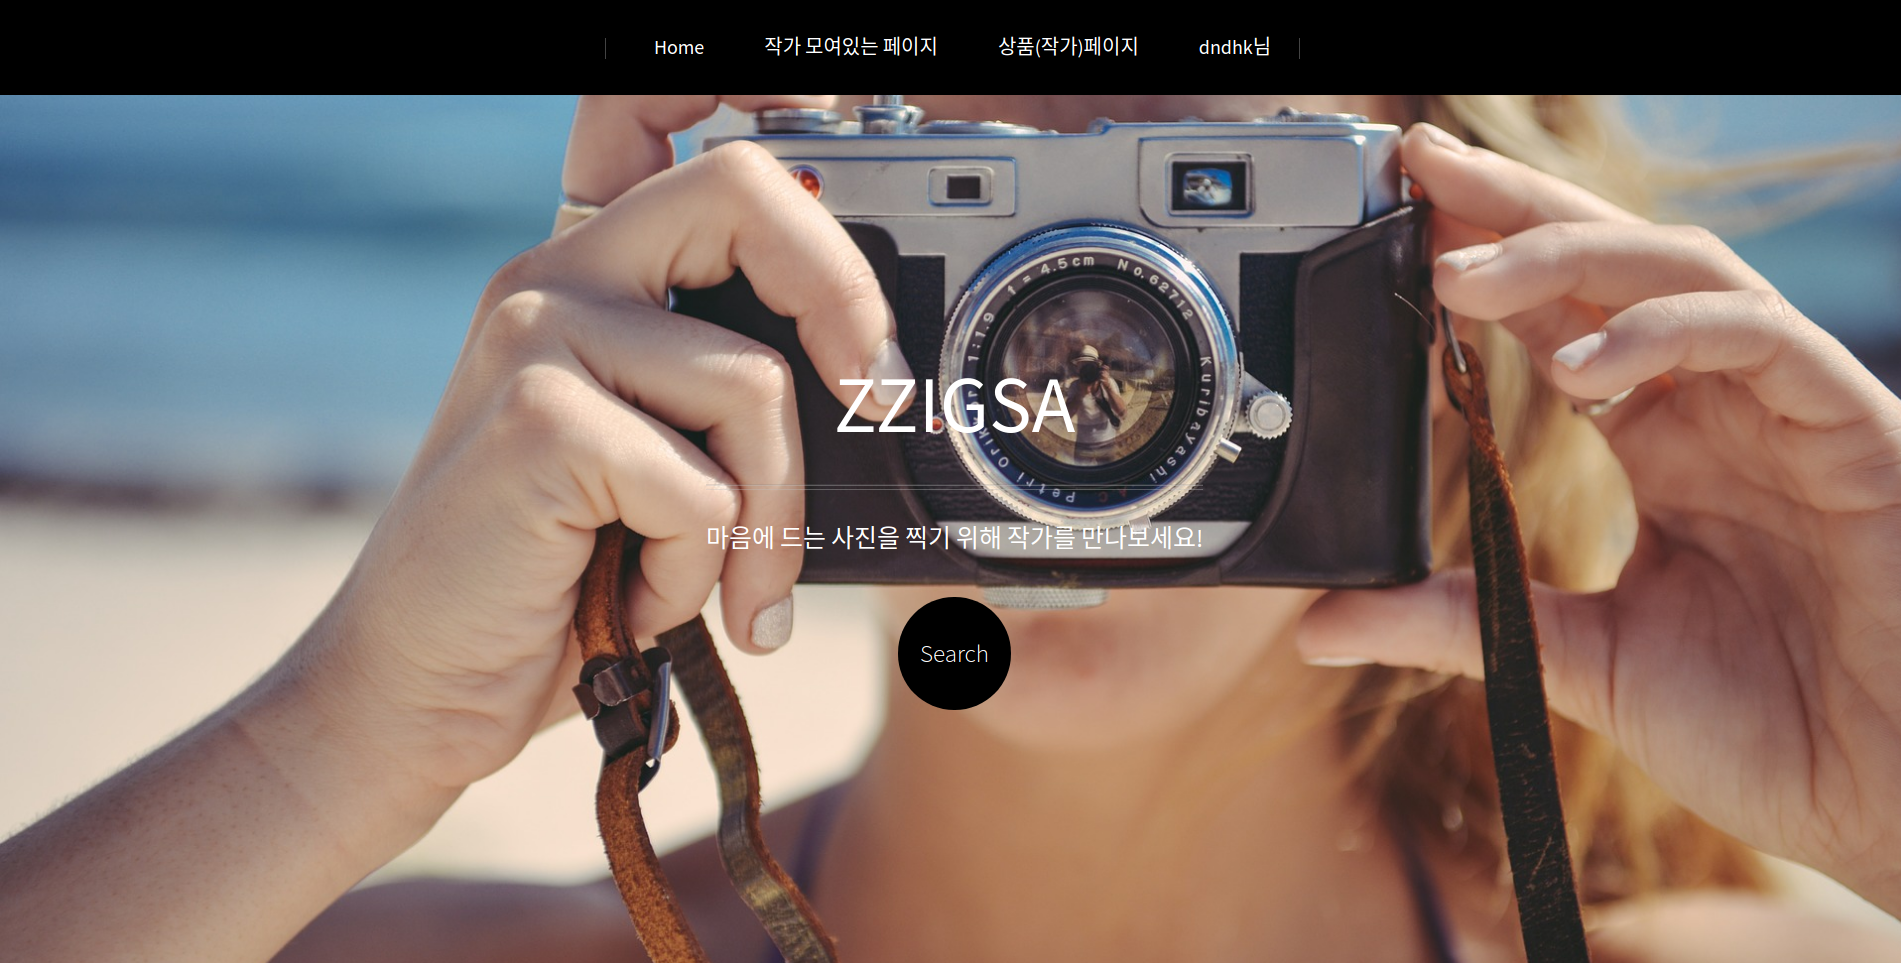 Home 작가 모여있는 페이지 상품(작가)페이지 dndhk님
f = 4.5cm No.62712
1:1.9
Kuribayashi
Petri Orik
ZZIGSA
마음에 드는 사진을 찍기 위해 작가를 만나보세요!
Search